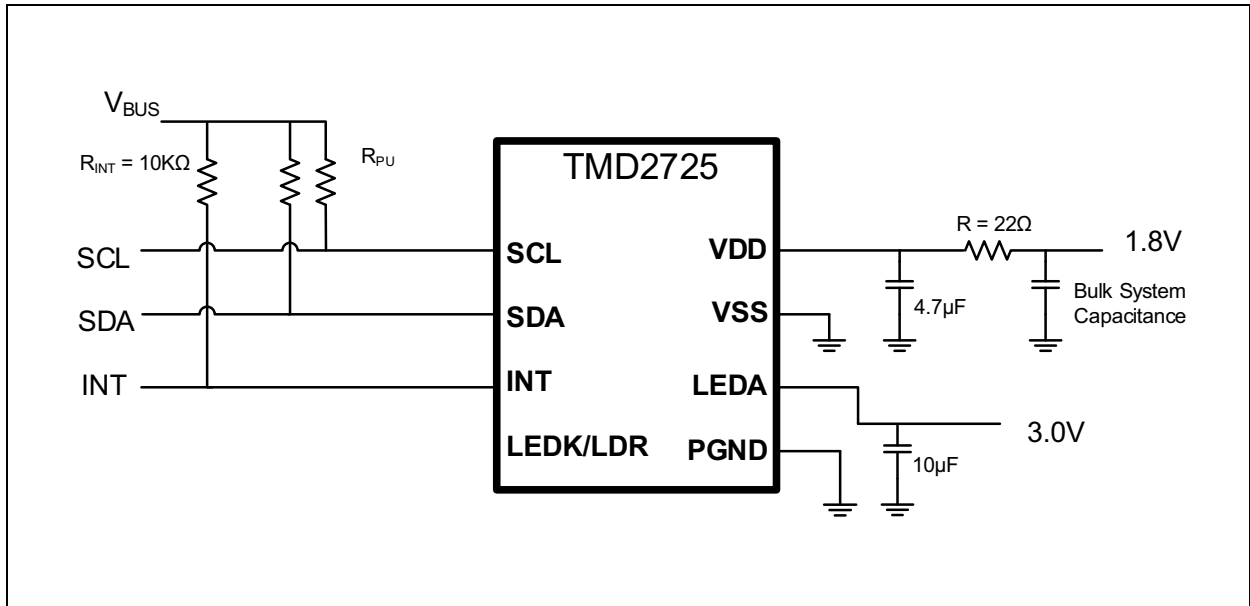 V_BUS
R_INT = 10KΩ
R_PU
TMD2725
R = 22Ω
1.8V
SCL
SCL
VDD
4.7µF
Bulk System
Capacitance
SDA
SDA
VSS
INT
INT
LEDA
3.0V
LEDK/LDR
PGND
10µF